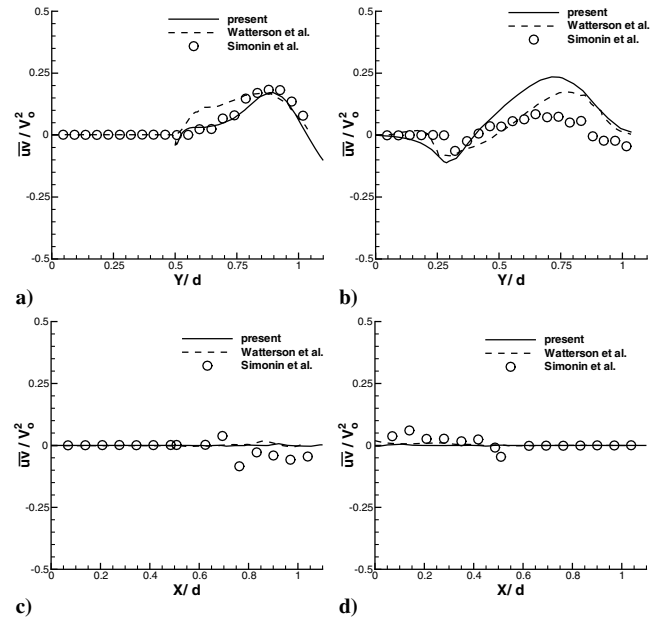 present
Watterson et al.
Simonin et al.
0.5
0.25
0
-0.25
-0.5
uv / V²ₒ
0 0.25 0.5 0.75 1
Y/ d
a)
present
Watterson et al.
Simonin et al.
0.5
0.25
0
-0.25
-0.5
uv / V²ₒ
0 0.25 0.5 0.75 1
Y/ d
b)
present
Watterson et al.
Simonin et al.
0.5
0.25
0
-0.25
-0.5
uv / V²ₒ
0 0.2 0.4 0.6 0.8 1
X/ d
c)
present
Watterson et al.
Simonin et al.
0.5
0.25
0
-0.25
-0.5
uv / V²ₒ
0 0.2 0.4 0.6 0.8 1
X/ d
d)